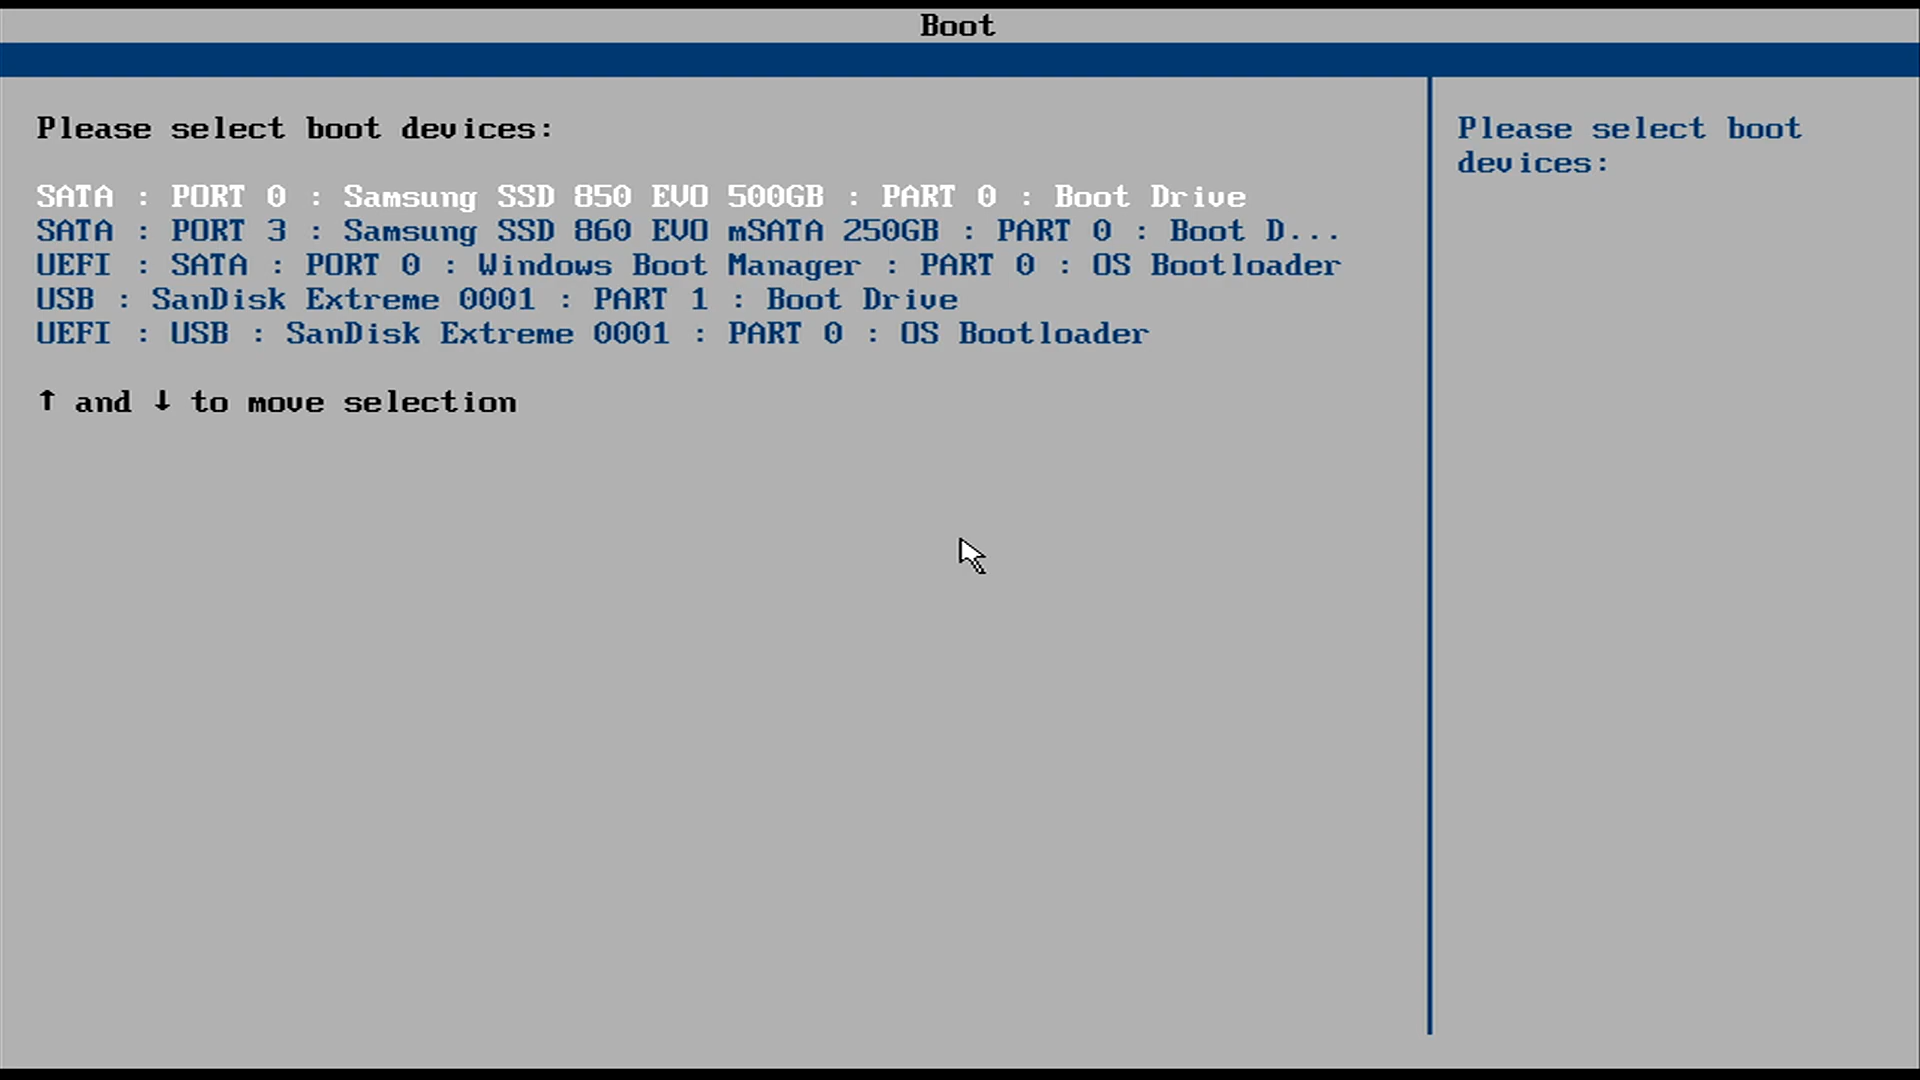 Boot
Please select boot devices:
SATA : PORT 0 : Samsung SSD 850 EVO 500GB : PART 0 : Boot Drive
SATA : PORT 3 : Samsung SSD 860 EVO mSATA 250GB : PART 0 : Boot D...
UEFI : SATA : PORT 0 : Windows Boot Manager : PART 0 : OS Bootloader
USB : SanDisk Extreme 0001 : PART 1 : Boot Drive
UEFI : USB : SanDisk Extreme 0001 : PART 0 : OS Bootloader
↑ and ↓ to move selection
Please select boot
devices: